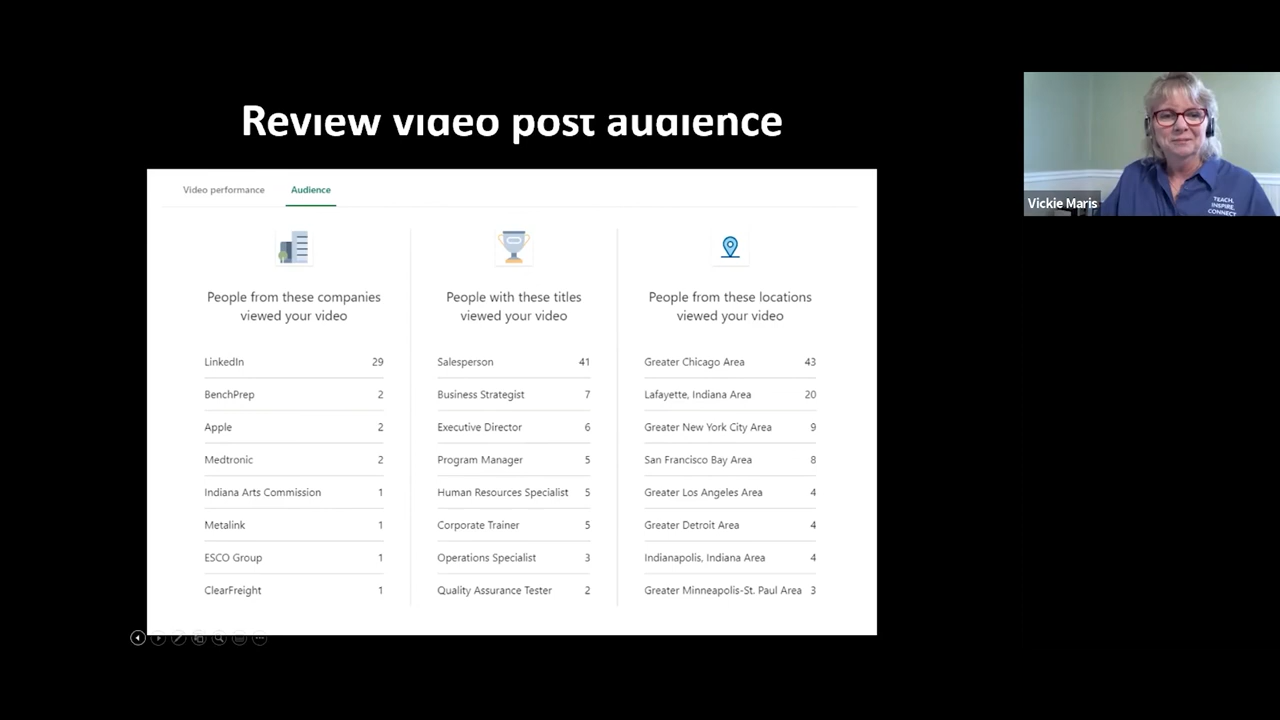 Review video post audience
Video performance
Audience
People from these companies
viewed your video
LinkedIn 29
BenchPrep 2
Apple 2
Medtronic 2
Indiana Arts Commission 1
Metalink 1
ESCO Group 1
ClearFreight 1
People with these titles
viewed your video
Salesperson 41
Business Strategist 7
Executive Director 6
Program Manager 5
Human Resources Specialist 5
Corporate Trainer 5
Operations Specialist 3
Quality Assurance Tester 2
People from these locations
viewed your video
Greater Chicago Area 43
Lafayette, Indiana Area 20
Greater New York City Area 9
San Francisco Bay Area 8
Greater Los Angeles Area 4
Greater Detroit Area 4
Indianapolis, Indiana Area 4
Greater Minneapolis-St. Paul Area 3
TEACH.
INSPIRE.
CONNECT
Vickie Maris